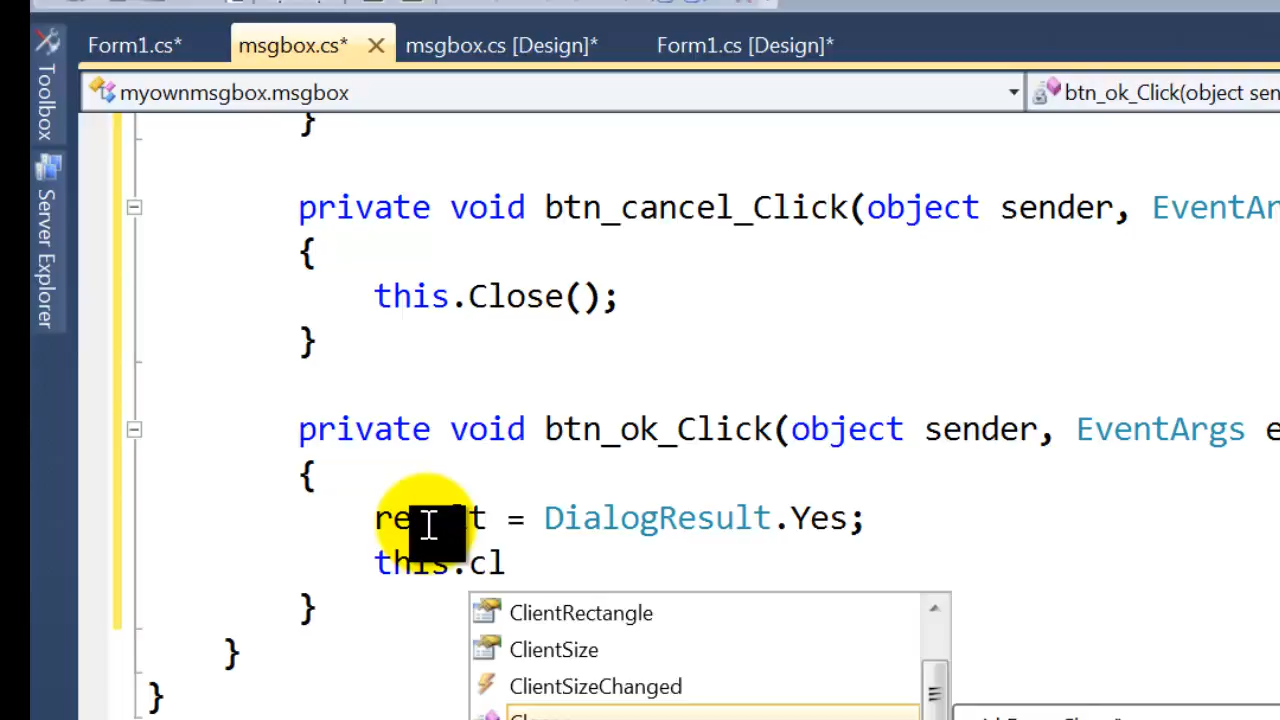 Form1.cs* msgbox.cs* msgbox.cs [Design]* Form1.cs [Design]*
Toolbox
Server Explorer
myownmsgbox.msgbox btn_ok_Click(object sen
}
private void btn_cancel_Click(object sender, EventAr
{
this.Close();
}
private void btn_ok_Click(object sender, EventArgs e
{
result = DialogResult.Yes;
this.cl
}
ClientRectangle
ClientSize
ClientSizeChanged
}
}